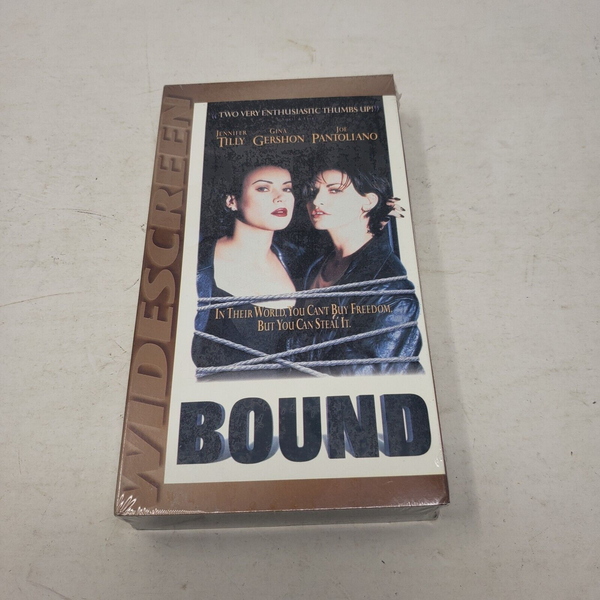 WIDESCREEN
"TWO VERY ENTHUSIASTIC THUMBS UP!"
JENNIFER TILLY
GINA GERSHON
JOE PANTOLIANO
IN THEIR WORLD, YOU CAN'T BUY FREEDOM.
BUT YOU CAN STEAL IT.
BOUND